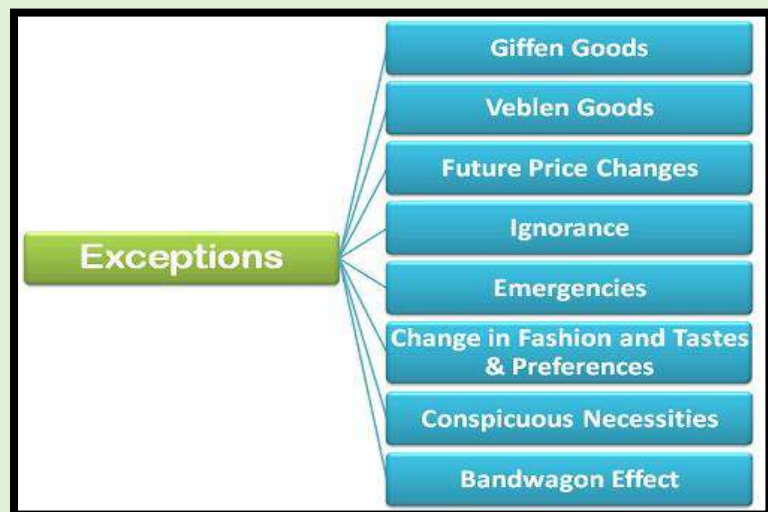 Exceptions
Giffen Goods
Veblen Goods
Future Price Changes
Ignorance
Emergencies
Change in Fashion and Tastes
& Preferences
Conspicuous Necessities
Bandwagon Effect